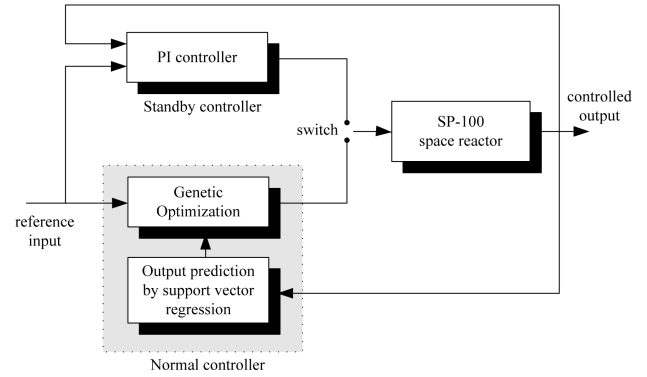 PI controller
Standby controller
switch
SP-100
space reactor
controlled
output
reference
input
Genetic
Optimization
Output prediction
by support vector
regression
Normal controller